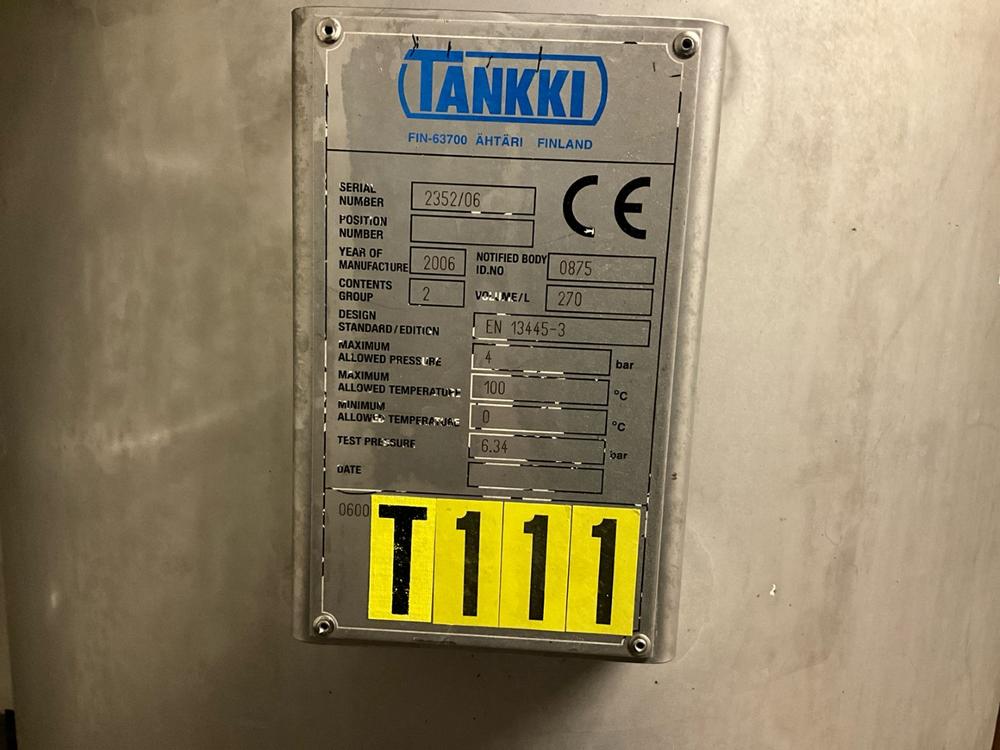 TANKKI
FIN-63700 ÄHTÄRI FINLAND
CE
SERIAL NUMBER 2352/06
POSITION NUMBER
YEAR OF MANUFACTURE 2006 NOTIFIED BODY ID.NO 0875
CONTENTS GROUP 2 VOLUME/L 270
DESIGN STANDARD/EDITION EN 13445-3
MAXIMUM ALLOWED PRESSURE 4 bar
MAXIMUM ALLOWED TEMPERATURE 100 °C
MINIMUM ALLOWED TEMPERATURE 0 °C
TEST PRESSURE 6.34 bar
DATE
0600
T111